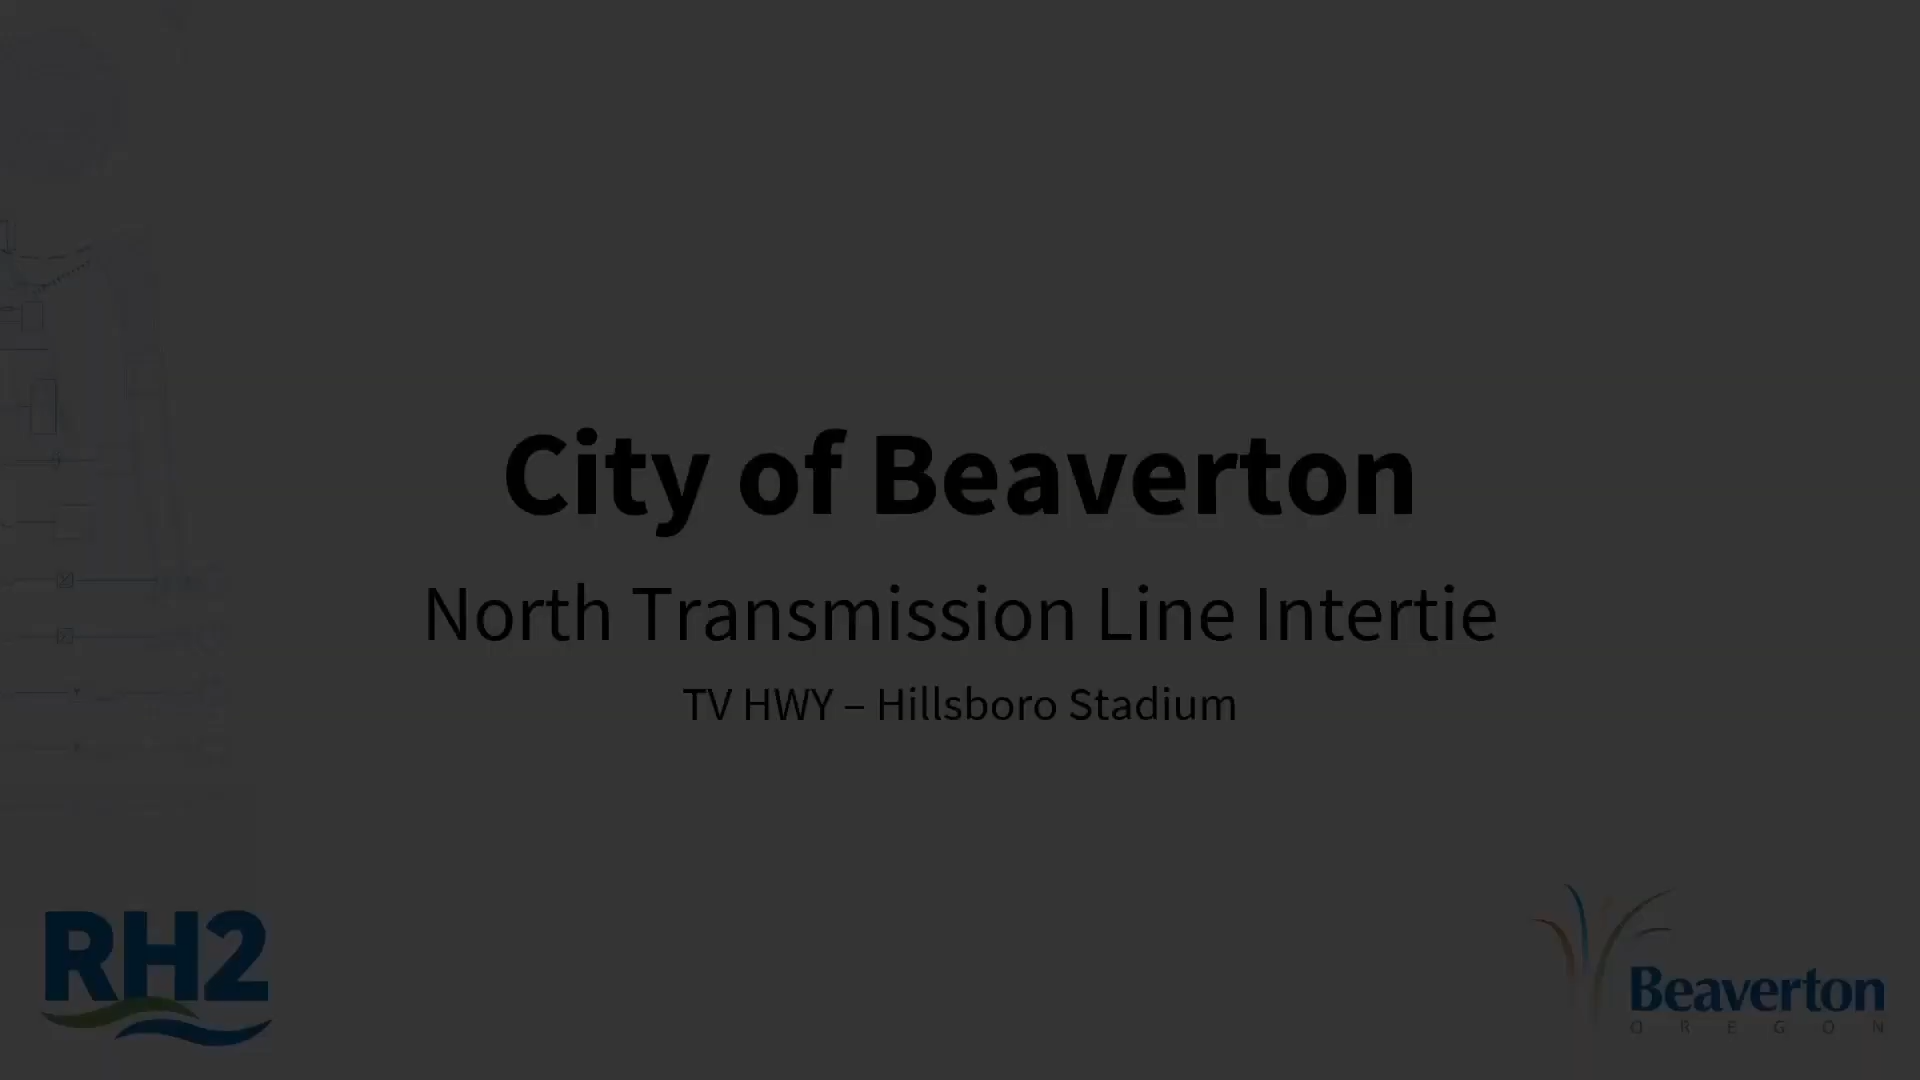 City of Beaverton
North Transmission Line Intertie
TV HWY – Hillsboro Stadium
RH2
Beaverton
OREGON